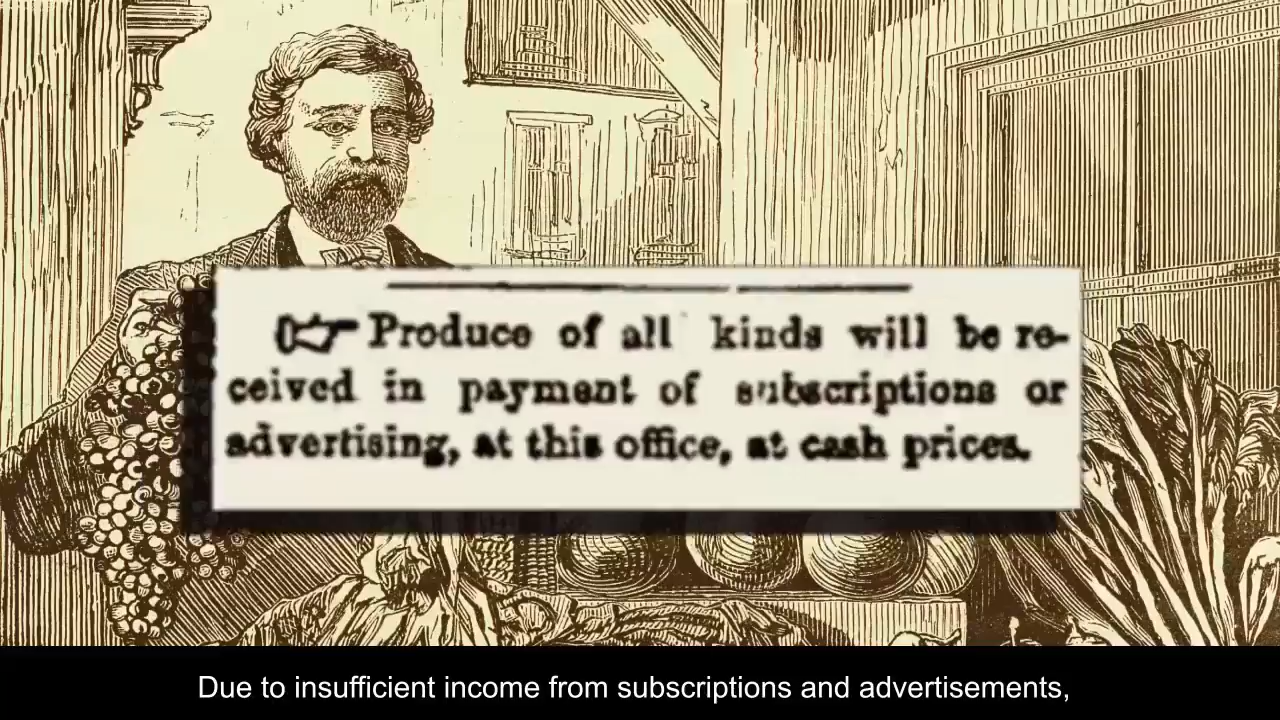 ☞ Produce of all kinds will be re-
ceived in payment of subscriptions or
advertising, at this office, at cash prices.
Due to insufficient income from subscriptions and advertisements,